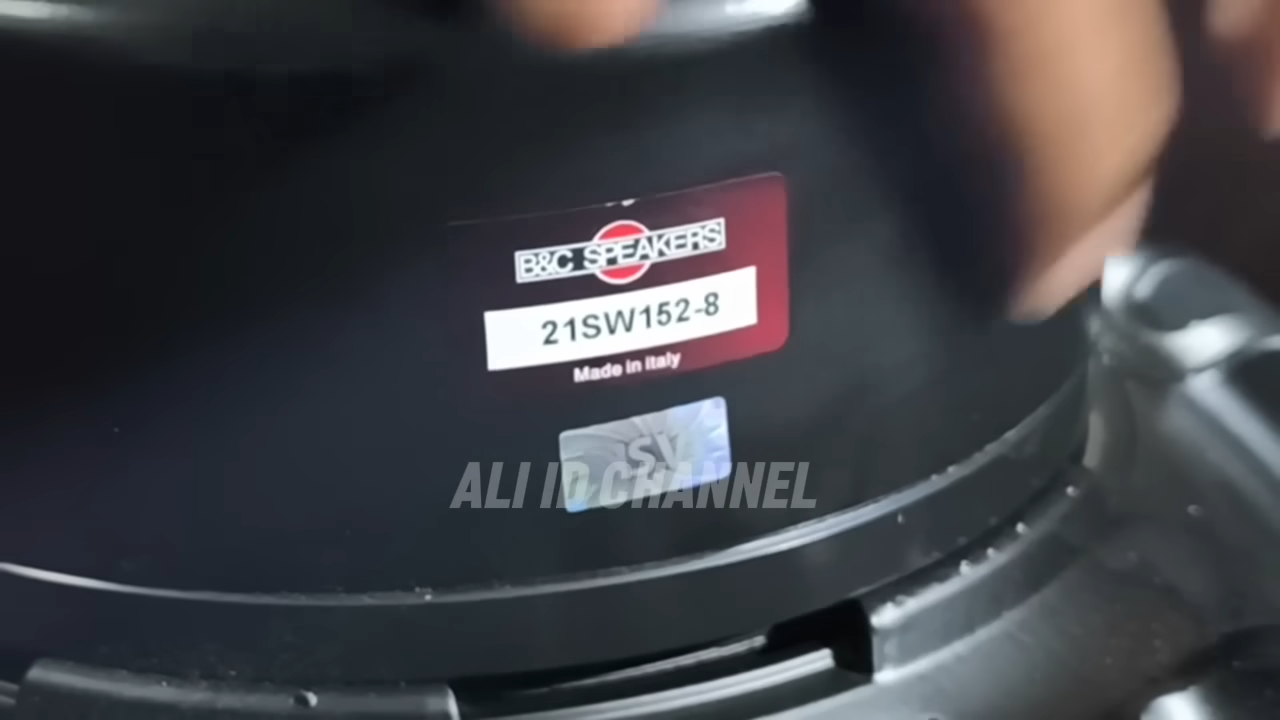 B&C SPEAKERS
21SW152-8
Made in Italy
SV
ALI ID CHANNEL